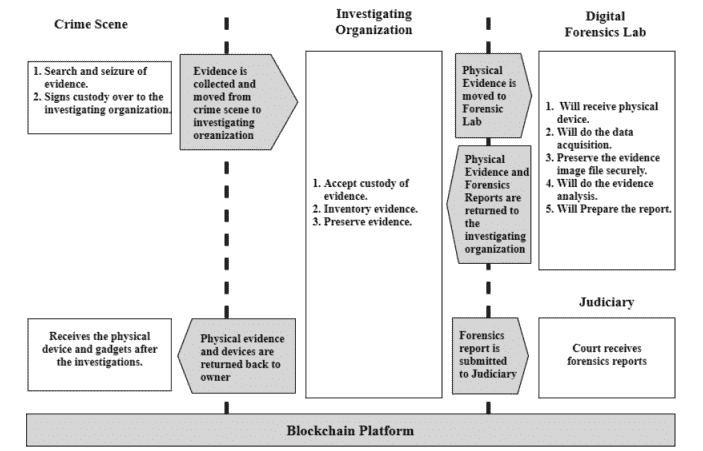 Crime Scene
Investigating
Organization
Digital
Forensics Lab
1. Search and seizure of
evidence.
2. Signs custody over to the
investigating organization.
Evidence is
collected and
moved from
crime scene to
investigating
organization
1. Accept custody of
evidence.
2. Inventory evidence.
3. Preserve evidence.
Physical
Evidence is
moved to
Forensic
Lab
Physical
Evidence and
Forensics
Reports are
returned to
the
investigating
organization
1. Will receive physical
device.
2. Will do the data
acquisition.
3. Preserve the evidence
image file securely.
4. Will do the evidence
analysis.
5. Will Prepare the report.
Judiciary
Receives the physical
device and gadgets after
the investigations.
Physical evidence
and devices are
returned back to
owner
Forensics
report is
submitted
to Judiciary
Court receives
forensics reports
Blockchain Platform